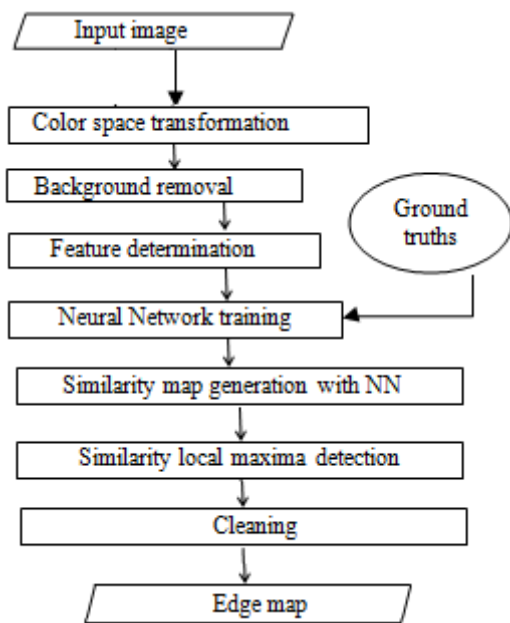 Input image
Color space transformation
Background removal
Ground
truths
Feature determination
Neural Network training
Similarity map generation with NN
Similarity local maxima detection
Cleaning
Edge map